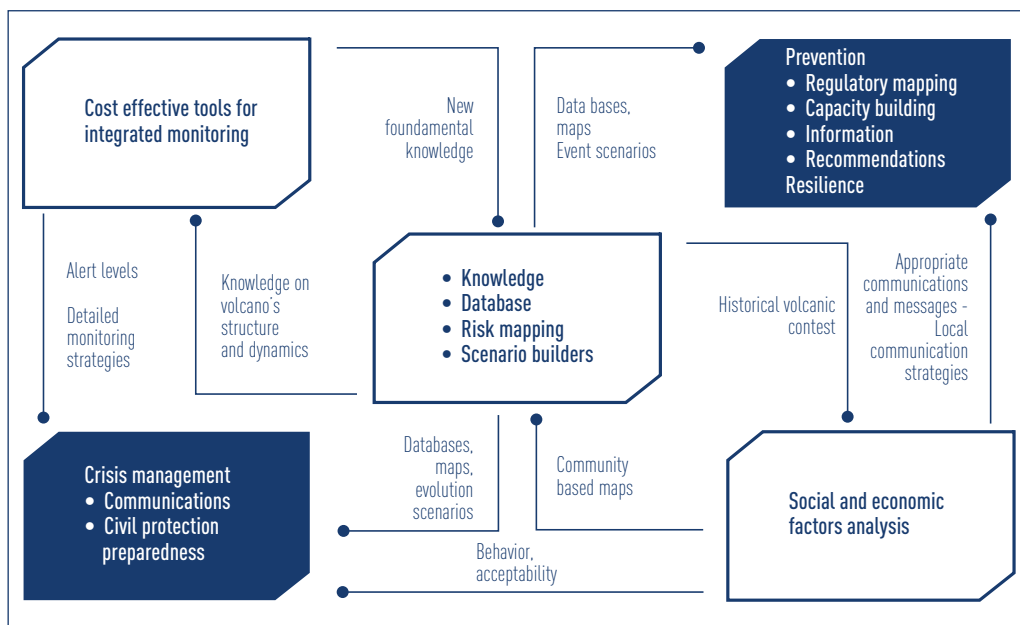 Cost effective tools for
integrated monitoring
New
foundamental
knowledge
Data bases,
maps
Event scenarios
Prevention
• Regulatory mapping
• Capacity building
• Information
• Recommendations
Resilience
Alert levels
Detailed
monitoring
strategies
Knowledge on
volcano's
structure
and dynamics
• Knowledge
• Database
• Risk mapping
• Scenario builders
Historical volcanic
contest
Appropriate
communications
and messages -
Local
communication
strategies
Crisis management
• Communications
• Civil protection
preparedness
Databases,
maps,
evolution
scenarios
Community
based maps
Behavior,
acceptability
Social and economic
factors analysis